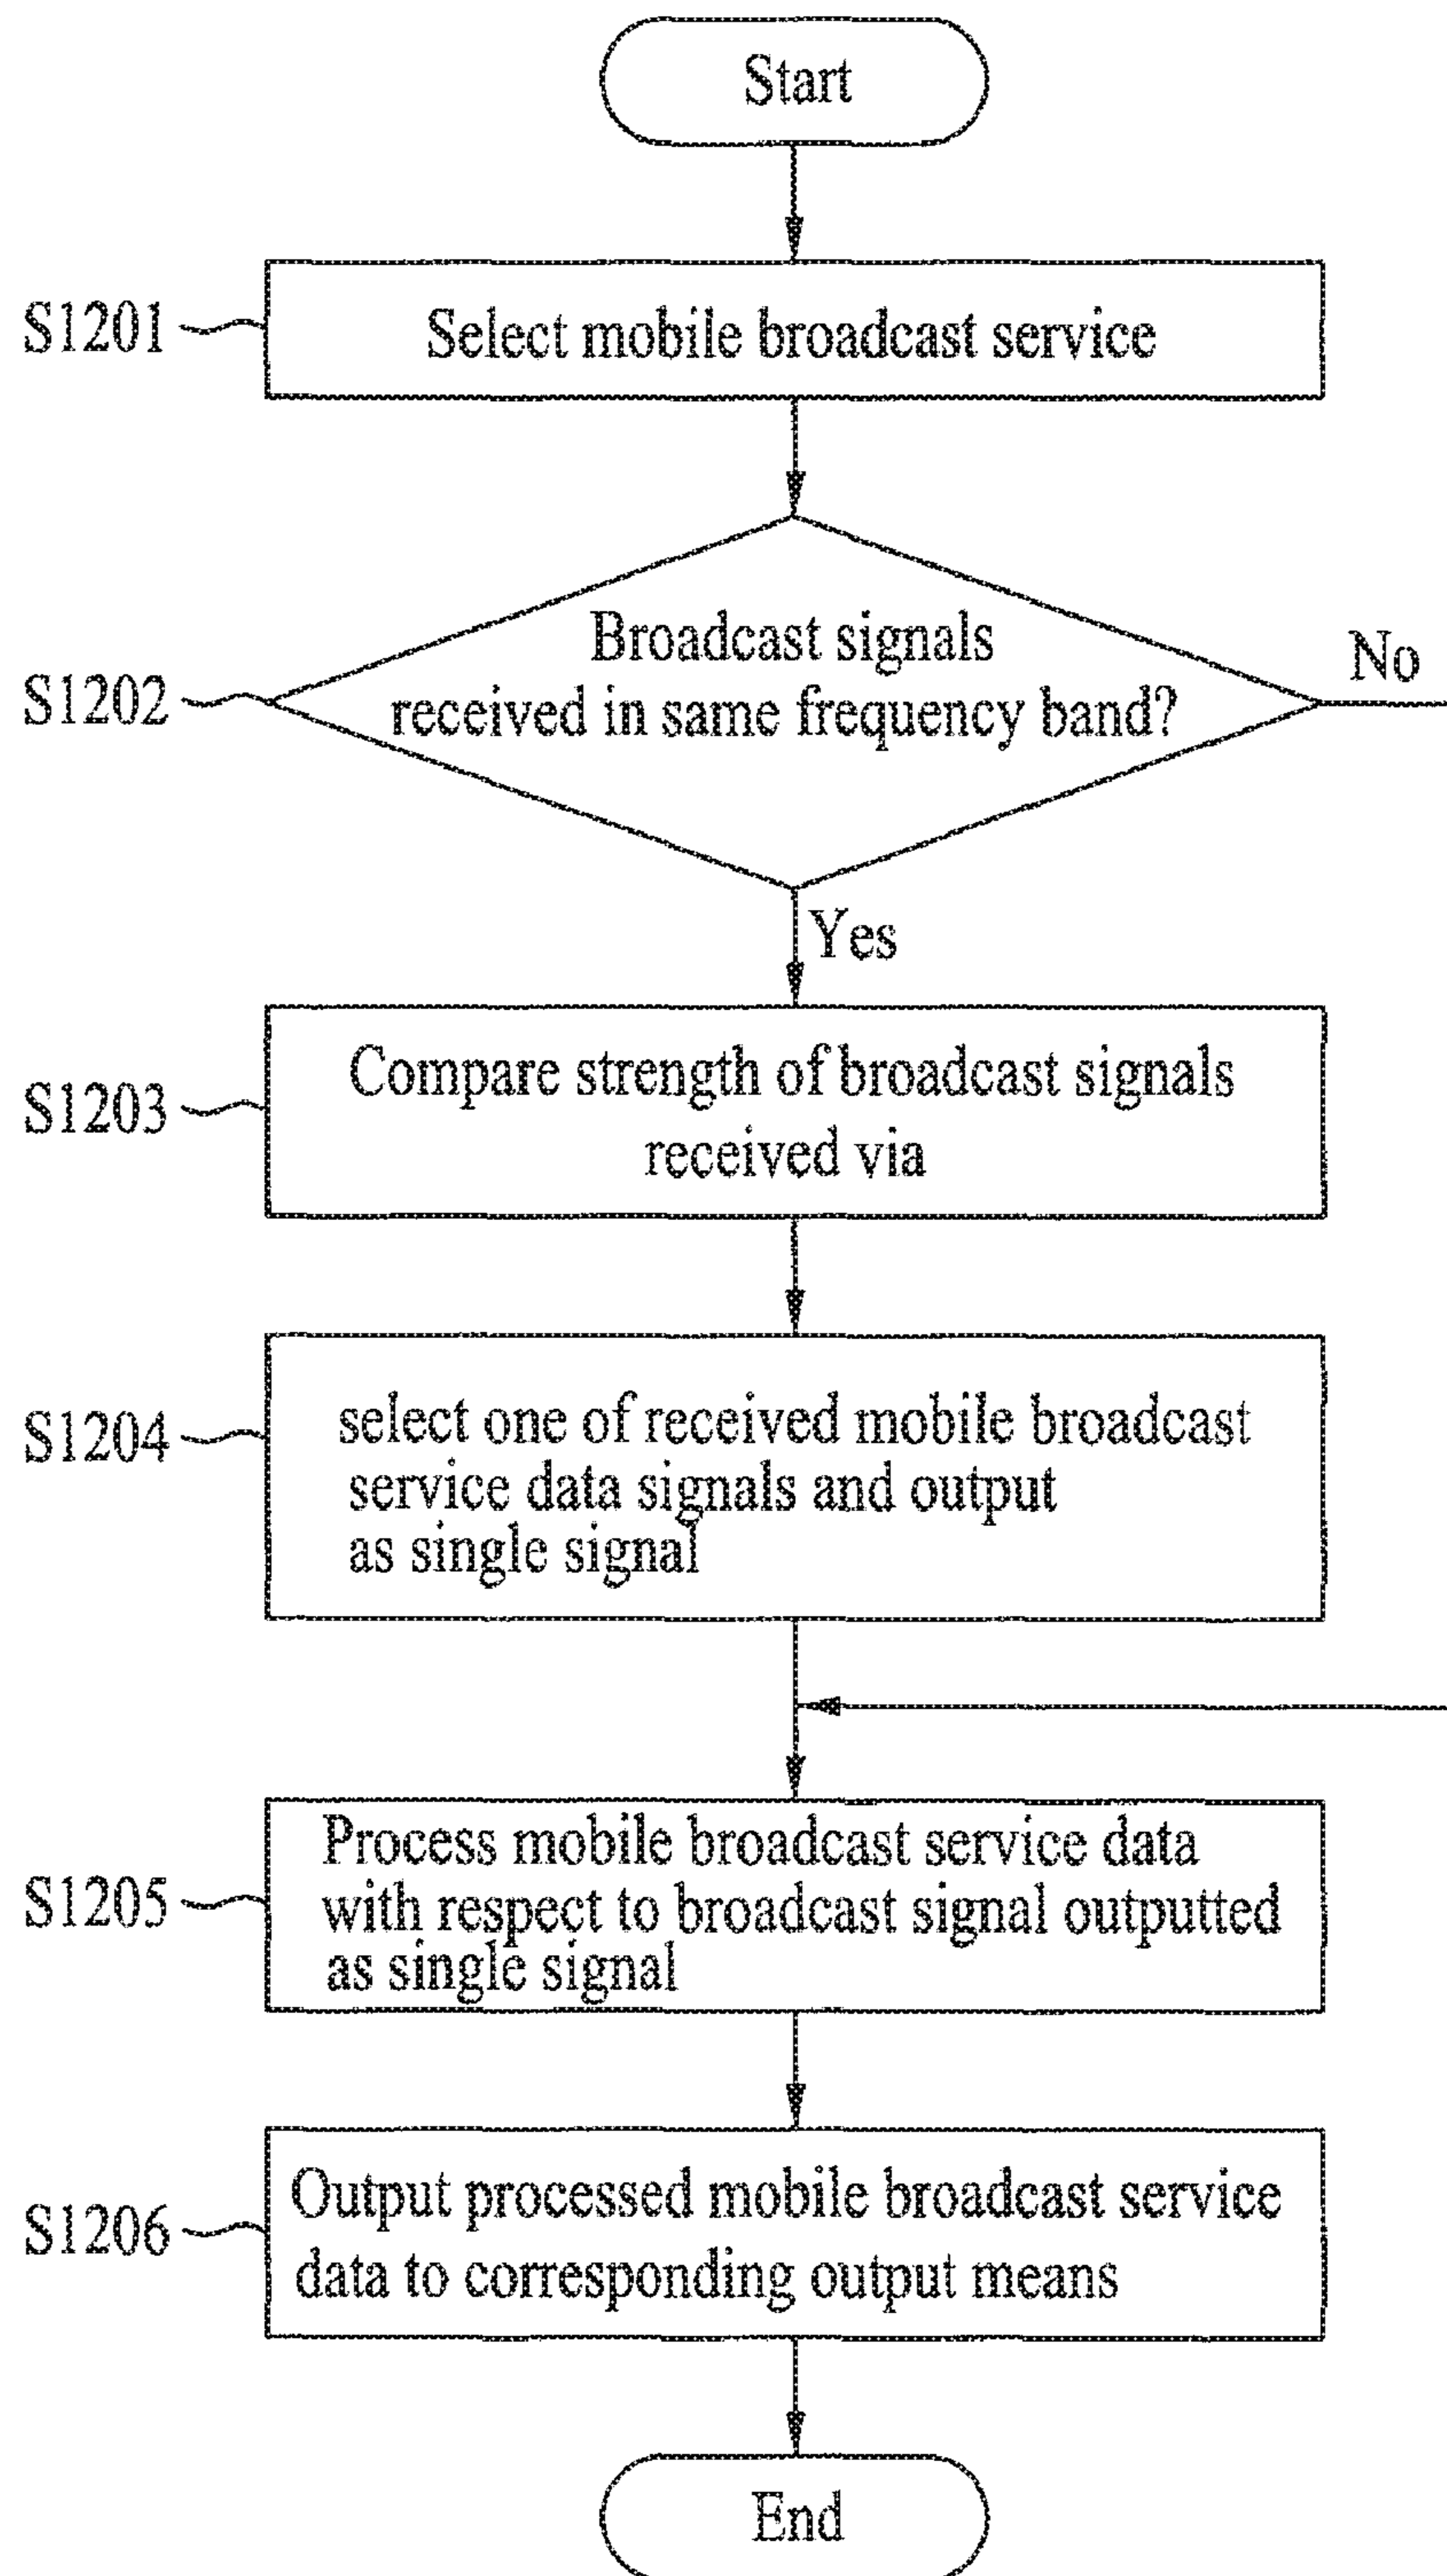 Start
S1201
Select mobile broadcast service
Broadcast signals
No
S1202
received in same frequency band?
Yes
Compare strength of broadcast signals
S1203
received via
select one of received mobile broadcast
S1204
service data signals and output
as single signal
Process mobile broadcast service data
S1205
with respect to broadcast signal outputted
as single signal
Output processed mobile broadcast service
S1206
data to corresponding output means
End